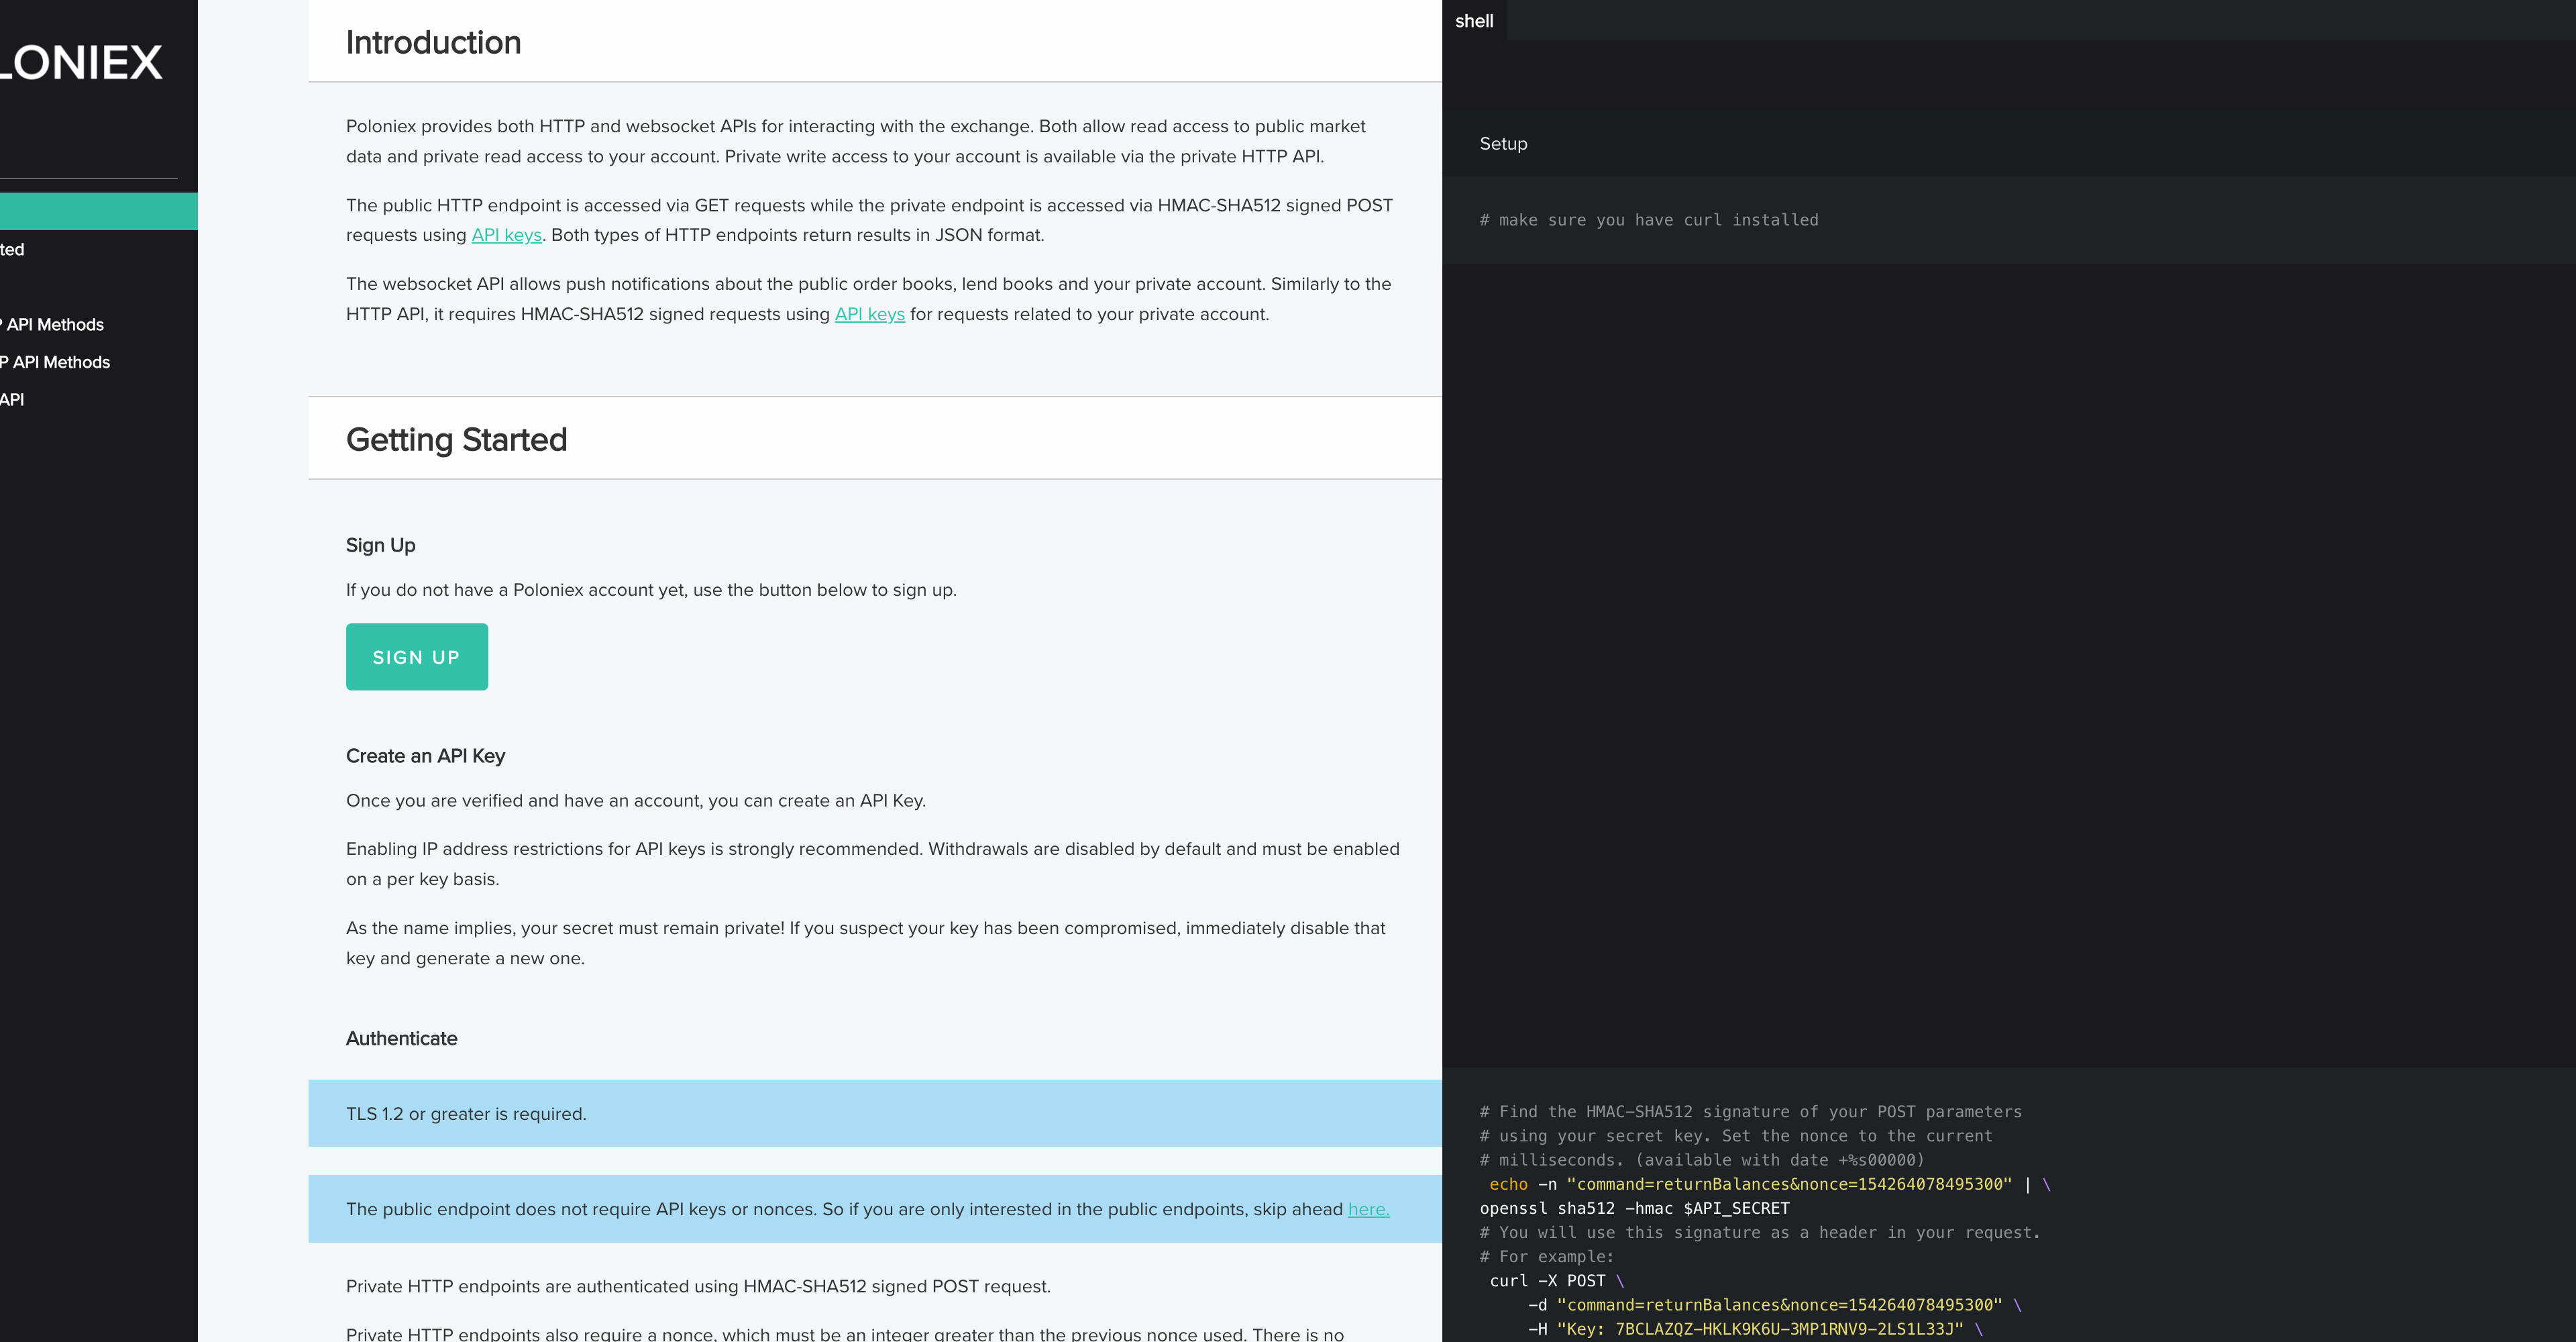 LONIEX
ted
API Methods
P API Methods
API
Introduction
Poloniex provides both HTTP and websocket APIs for interacting with the exchange. Both allow read access to public market
data and private read access to your account. Private write access to your account is available via the private HTTP API.
The public HTTP endpoint is accessed via GET requests while the private endpoint is accessed via HMAC-SHA512 signed POST
requests using API keys. Both types of HTTP endpoints return results in JSON format.
The websocket API allows push notifications about the public order books, lend books and your private account. Similarly to the
HTTP API, it requires HMAC-SHA512 signed requests using API keys for requests related to your private account.
Getting Started
Sign Up
If you do not have a Poloniex account yet, use the button below to sign up.
SIGN UP
Create an API Key
Once you are verified and have an account, you can create an API Key.
Enabling IP address restrictions for API keys is strongly recommended. Withdrawals are disabled by default and must be enabled
on a per key basis.
As the name implies, your secret must remain private! If you suspect your key has been compromised, immediately disable that
key and generate a new one.
Authenticate
TLS 1.2 or greater is required.
The public endpoint does not require API keys or nonces. So if you are only interested in the public endpoints, skip ahead here.
Private HTTP endpoints are authenticated using HMAC-SHA512 signed POST request.
Private HTTP endpoints also require a nonce, which must be an integer greater than the previous nonce used. There is no
shell
Setup
# make sure you have curl installed
# Find the HMAC-SHA512 signature of your POST parameters
# using your secret key. Set the nonce to the current
# milliseconds. (available with date +%s00000)
echo -n "command=returnBalances&nonce=154264078495300" | \
openssl sha512 -hmac $API_SECRET
# You will use this signature as a header in your request.
# For example:
curl -X POST \
-d "command=returnBalances&nonce=154264078495300" \
-H "Key: 7BCLAZQZ-HKLK9K6U-3MP1RNV9-2LS1L33J" \